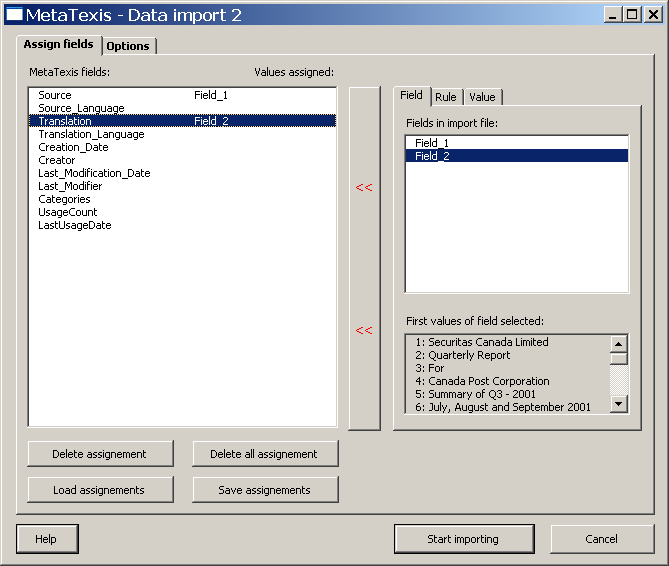 MetaTexis - Data import 2
Assign fields Options
MetaTexis fields: Values assigned:
Source Field_1
Source_Language
Translation Field_2
Translation_Language
Creation_Date
Creator
Last_Modification_Date
Last_Modifier
Categories
UsageCount
LastUsageDate
<<
<<
Field Rule Value
Fields in import file:
Field_1
Field_2
First values of field selected:
1: Securitas Canada Limited
2: Quarterly Report
3: For
4: Canada Post Corporation
5: Summary of Q3 - 2001
6: July, August and September 2001
Delete assignement Delete all assignement
Load assignements Save assignements
Help Start importing Cancel